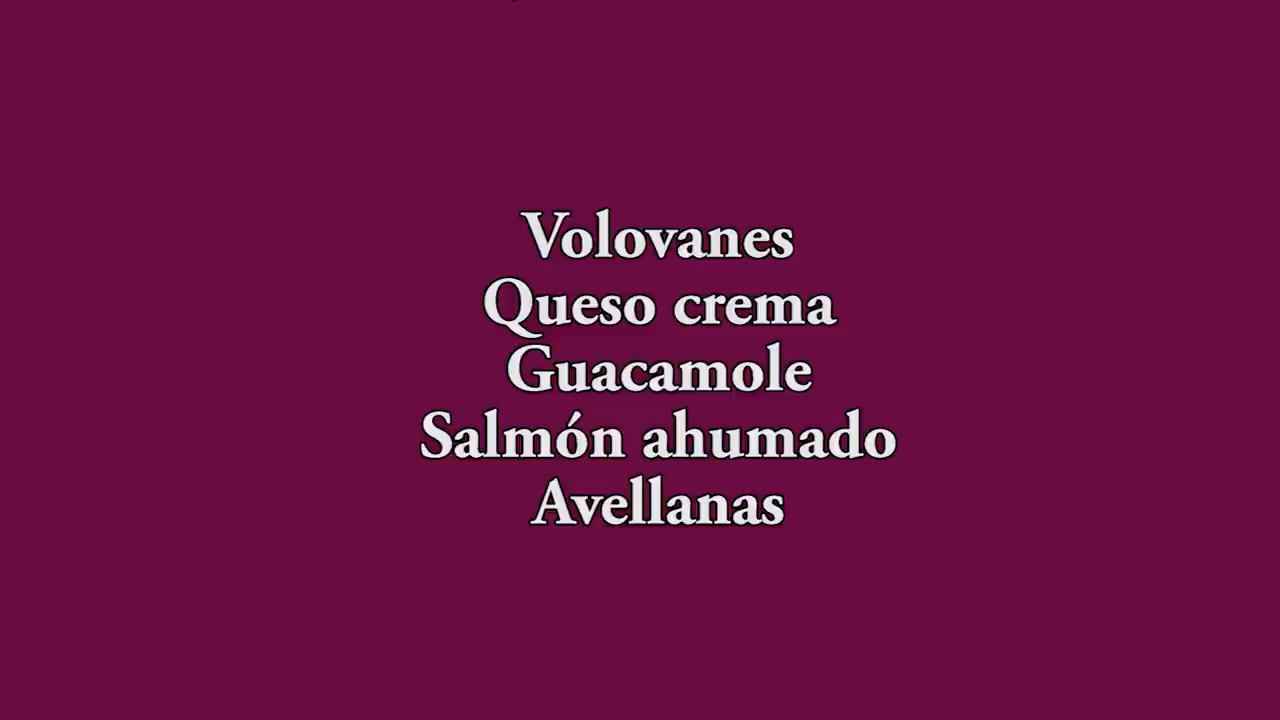 Volovanes
Queso crema
Guacamole
Salmón ahumado
Avellanas